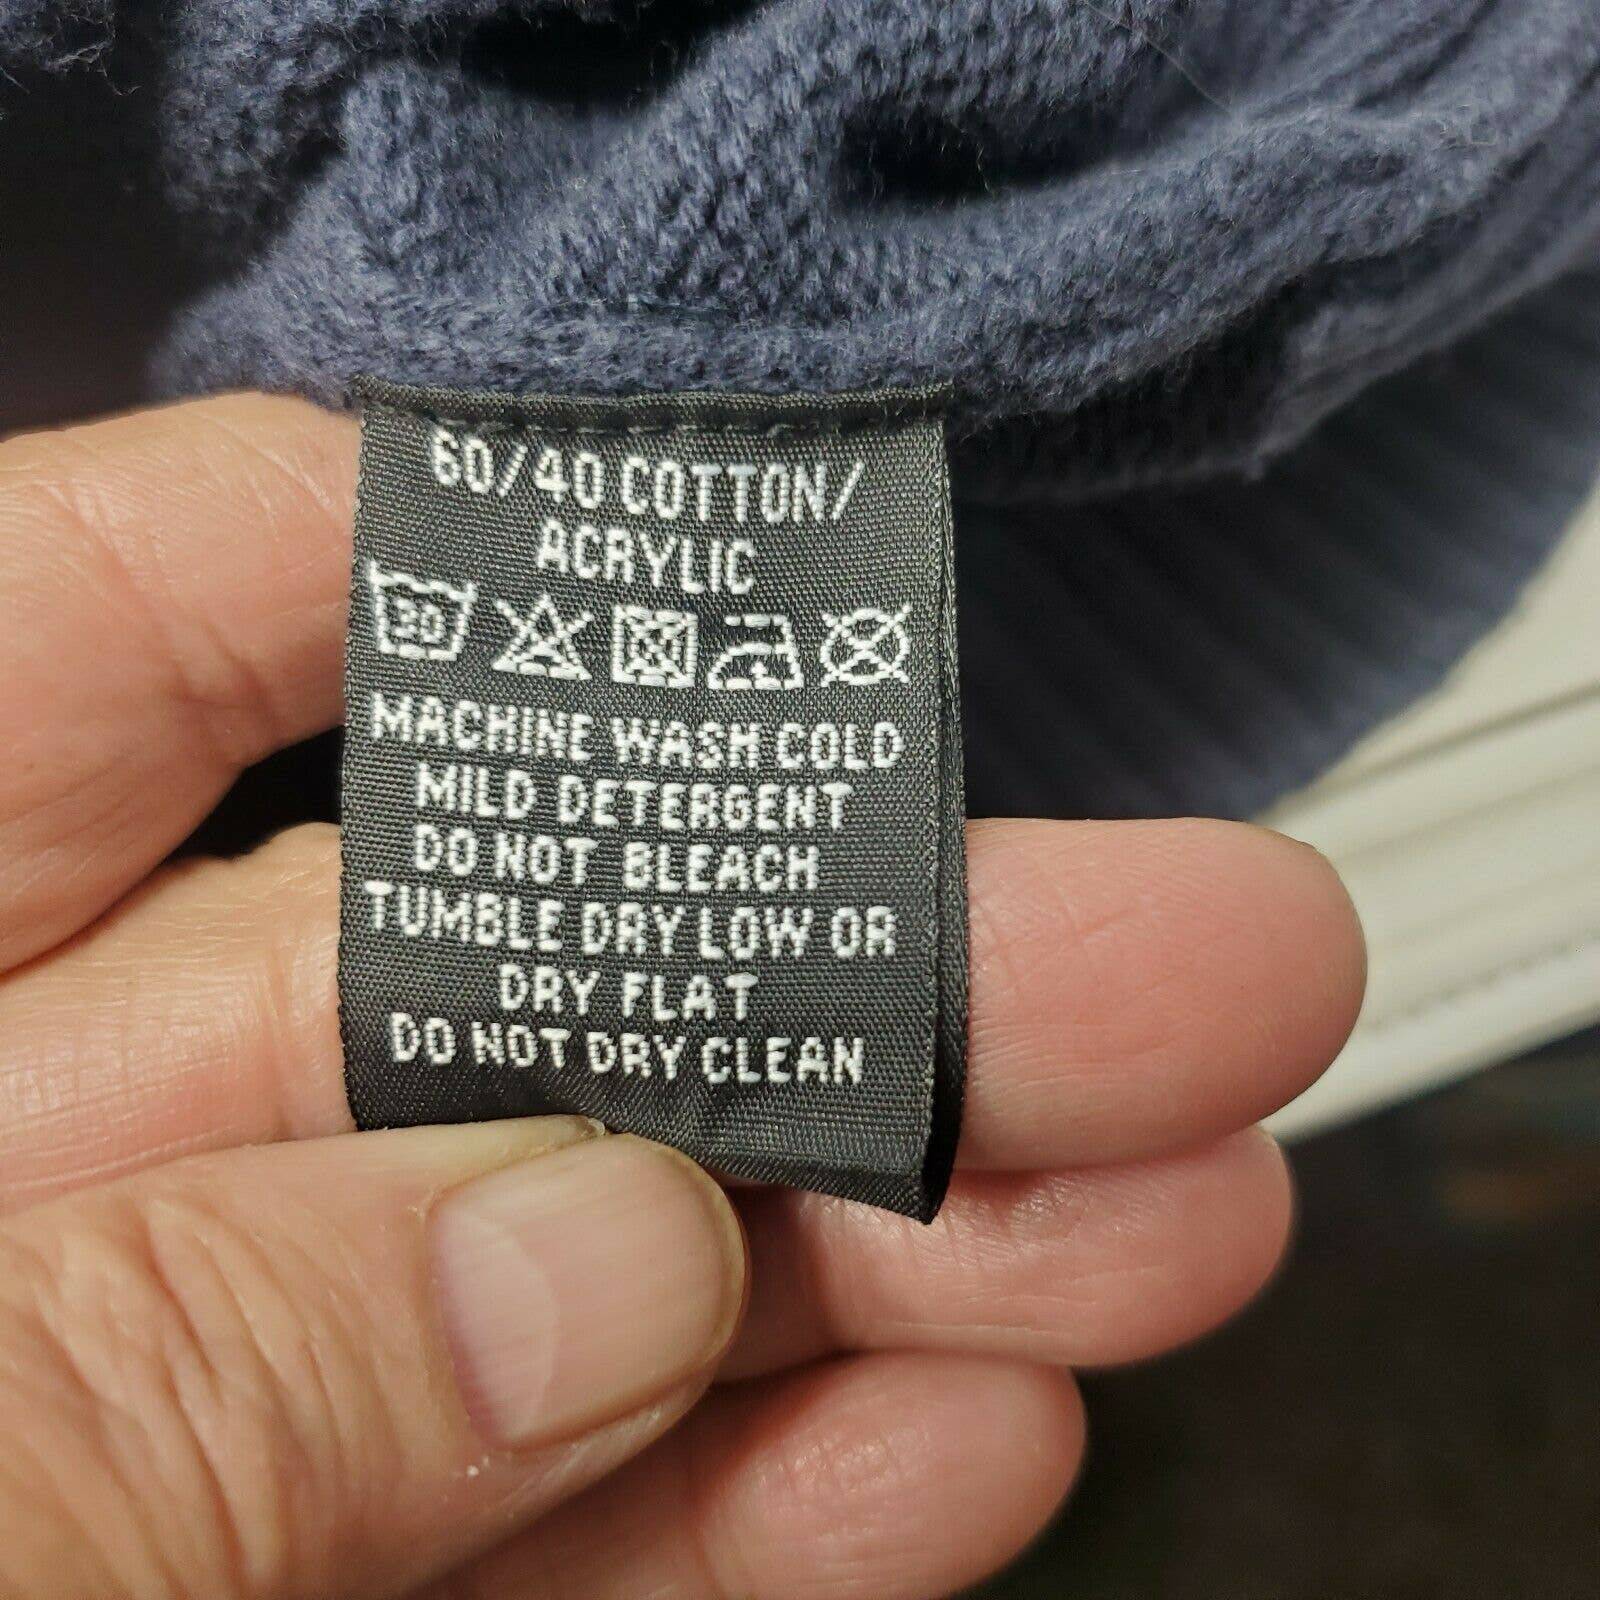 60/40 COTTON/
ACRYLIC
30
MACHINE WASH COLD
MILD DETERGENT
DO NOT BLEACH
TUMBLE DRY LOW OR
DRY FLAT
DO NOT DRY CLEAN